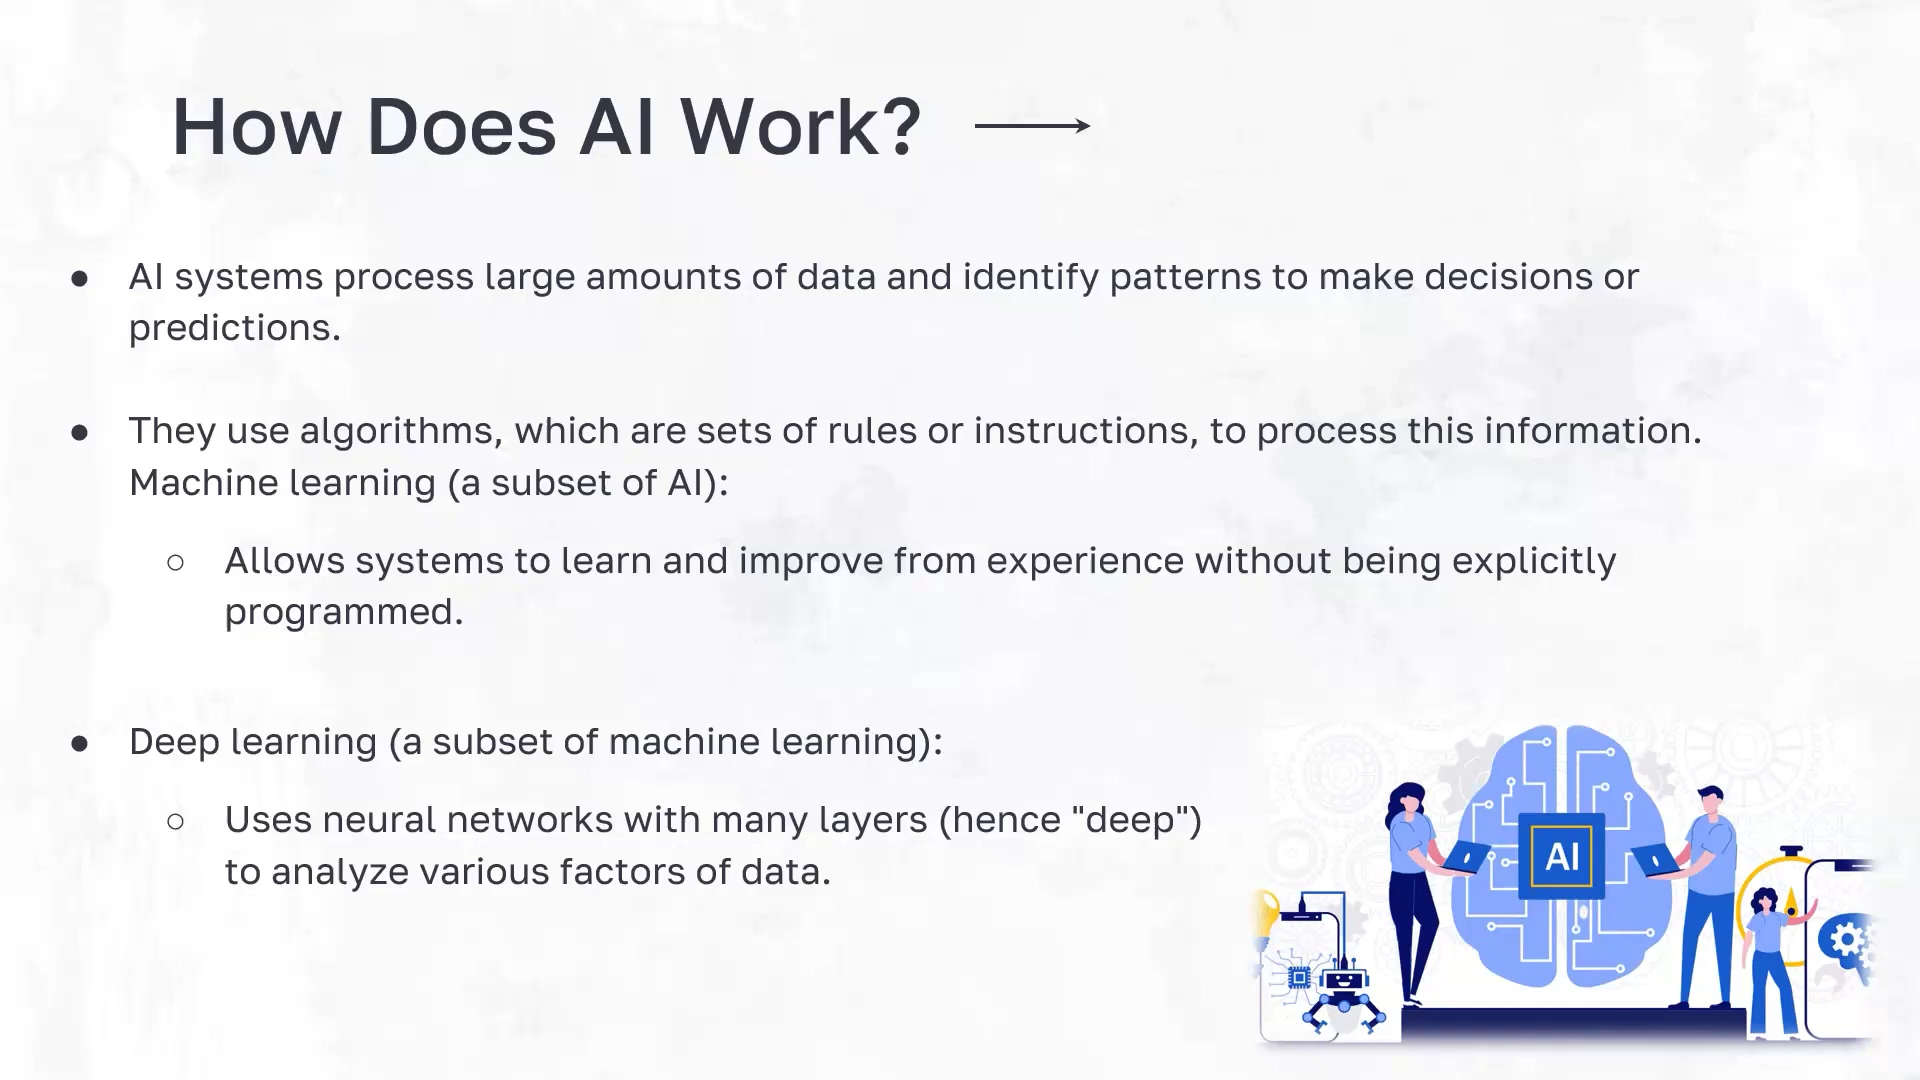 How Does AI Work?
● AI systems process large amounts of data and identify patterns to make decisions or
predictions.
● They use algorithms, which are sets of rules or instructions, to process this information.
Machine learning (a subset of AI):
○ Allows systems to learn and improve from experience without being explicitly
programmed.
● Deep learning (a subset of machine learning):
○ Uses neural networks with many layers (hence "deep")
to analyze various factors of data.
AI